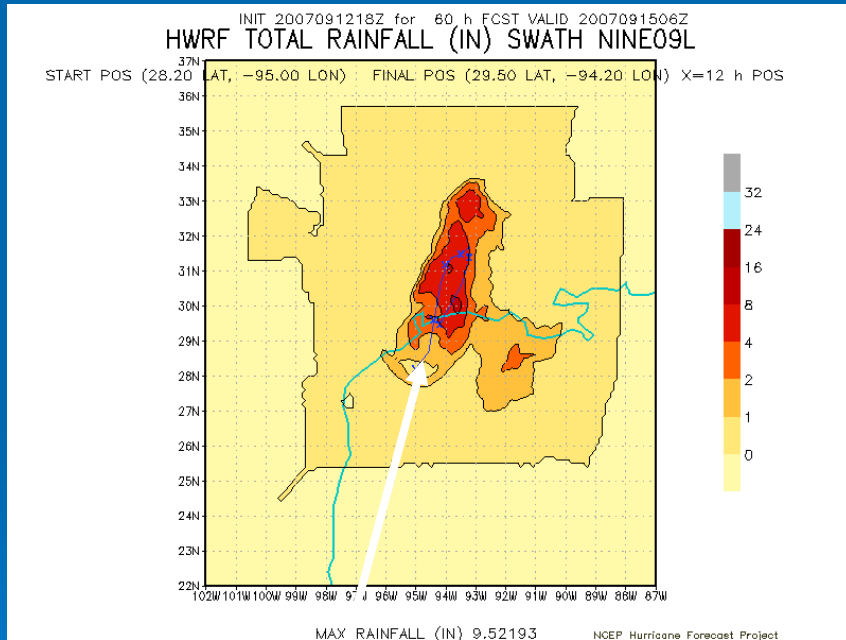 INIT 2007091218Z for 60 h FCST VALID 2007091506Z
HWRF TOTAL RAINFALL (IN) SWATH NINE09L
START POS (28.20 LAT, −95.00 LON) FINAL POS (29.50 LAT, −94.20 LON) X=12 h POS
37N
36N
35N
34N
33N
32N
31N
30N
29N
28N
27N
26N
25N
24N
23N
22N
102W 101W 100W 99W 98W 97W 96W 95W 94W 93W 92W 91W 90W 89W 88W 87W
32
24
16
8
4
2
1
0
MAX RAINFALL (IN) 9.52193
NCEP Hurricane Forecast Project